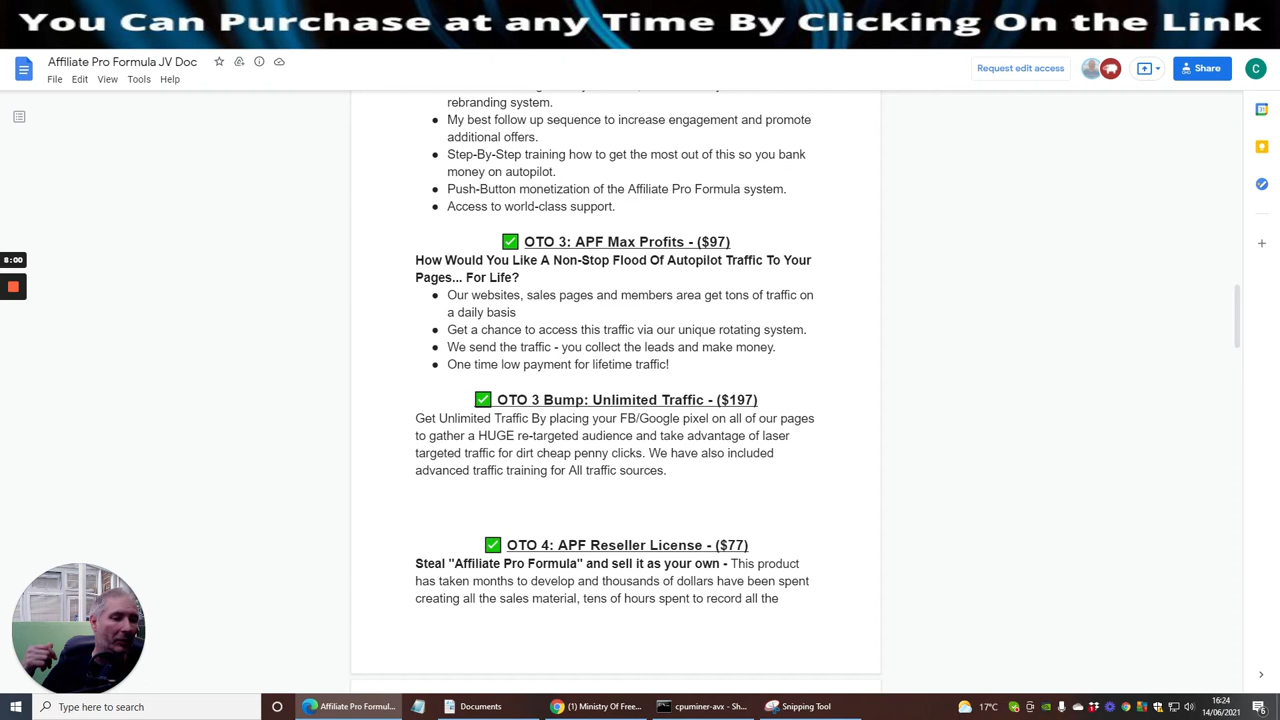 You Can Purchase at any Time By Clicking On the Link
Affiliate Pro Formula JV Doc
File Edit View Tools Help
Request edit access
Share
C
rebranding system.
● My best follow up sequence to increase engagement and promote
additional offers.
● Step-By-Step training how to get the most out of this so you bank
money on autopilot.
● Push-Button monetization of the Affiliate Pro Formula system.
● Access to world-class support.
✅ OTO 3: APF Max Profits - ($97)
How Would You Like A Non-Stop Flood Of Autopilot Traffic To Your
Pages... For Life?
● Our websites, sales pages and members area get tons of traffic on
a daily basis
● Get a chance to access this traffic via our unique rotating system.
● We send the traffic - you collect the leads and make money.
● One time low payment for lifetime traffic!
✅ OTO 3 Bump: Unlimited Traffic - ($197)
Get Unlimited Traffic By placing your FB/Google pixel on all of our pages
to gather a HUGE re-targeted audience and take advantage of laser
targeted traffic for dirt cheap penny clicks. We have also included
advanced traffic training for All traffic sources.
✅ OTO 4: APF Reseller License - ($77)
Steal "Affiliate Pro Formula" and sell it as your own - This product
has taken months to develop and thousands of dollars have been spent
creating all the sales material, tens of hours spent to record all the
8:00
Type here to search
Affiliate Pro Formul...
Documents
(1) Ministry Of Free...
cpuminer-avx - Sh...
Snipping Tool
17°C
16:24
14/06/2021